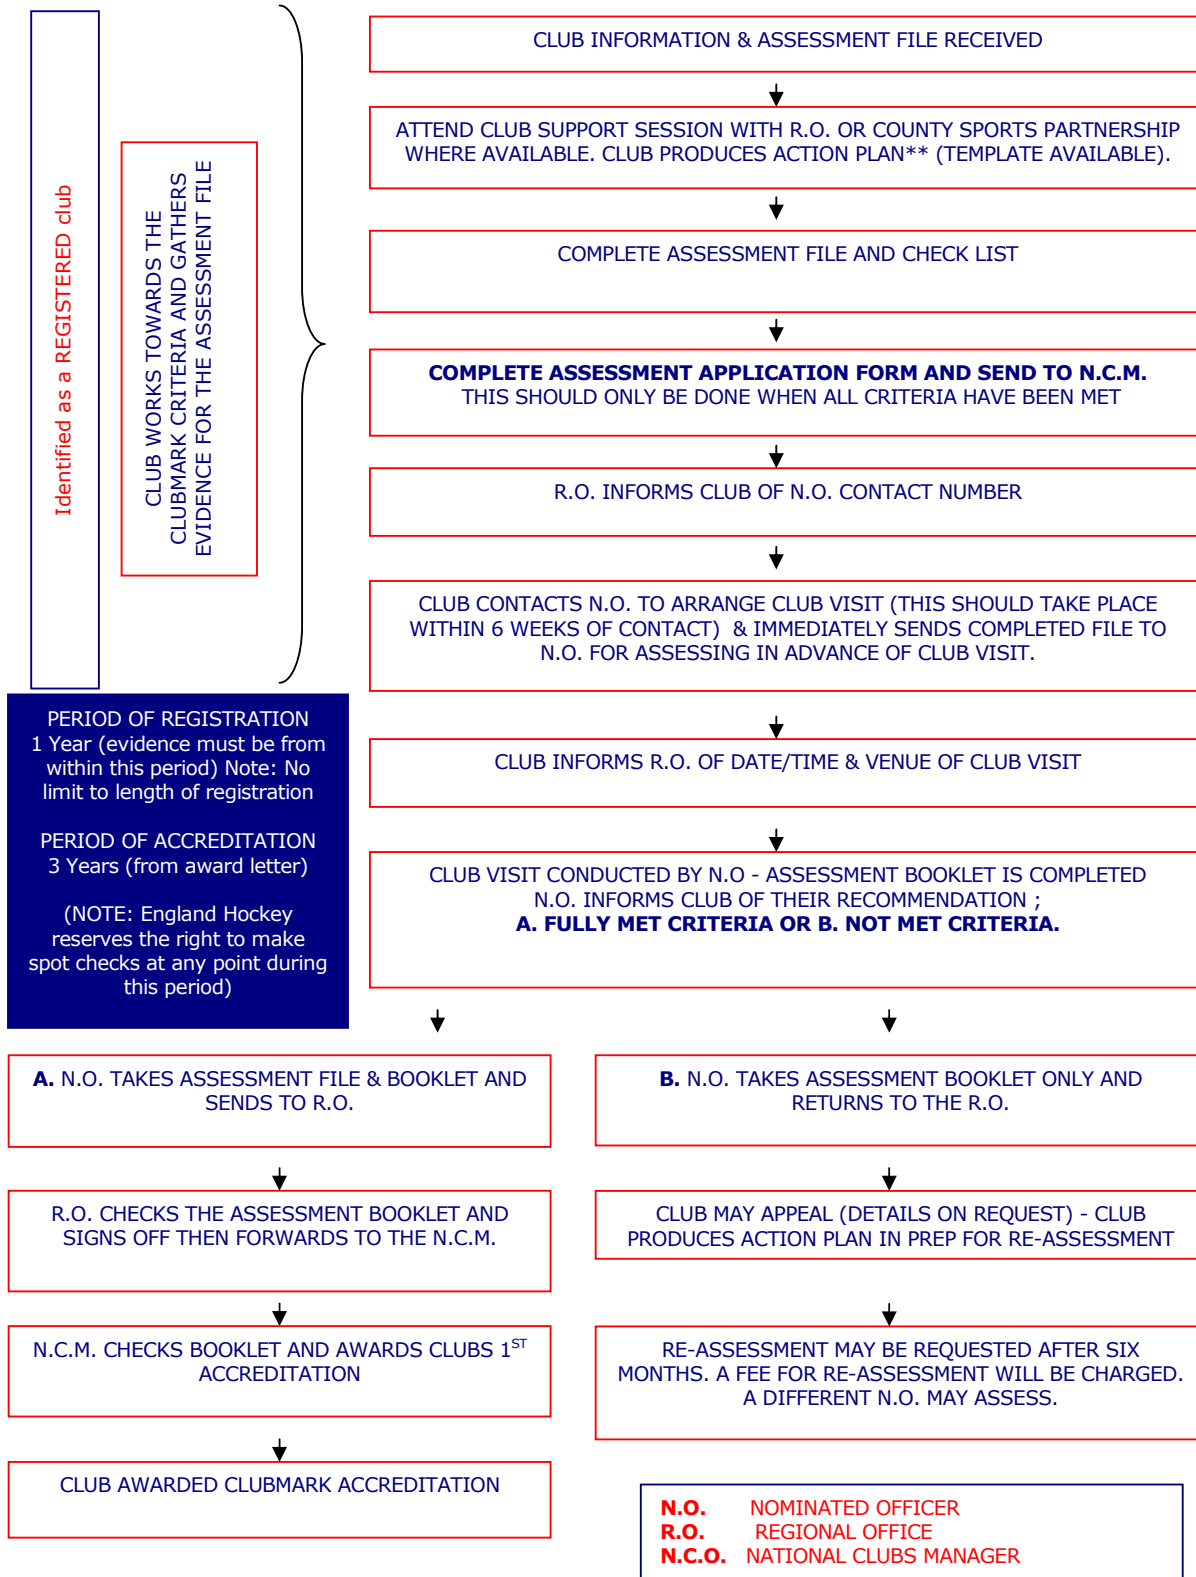 CLUB INFORMATION & ASSESSMENT FILE RECEIVED
ATTEND CLUB SUPPORT SESSION WITH R.O. OR COUNTY SPORTS PARTNERSHIP
WHERE AVAILABLE. CLUB PRODUCES ACTION PLAN** (TEMPLATE AVAILABLE).
COMPLETE ASSESSMENT FILE AND CHECK LIST
COMPLETE ASSESSMENT APPLICATION FORM AND SEND TO N.C.M.
THIS SHOULD ONLY BE DONE WHEN ALL CRITERIA HAVE BEEN MET
R.O. INFORMS CLUB OF N.O. CONTACT NUMBER
CLUB CONTACTS N.O. TO ARRANGE CLUB VISIT (THIS SHOULD TAKE PLACE
WITHIN 6 WEEKS OF CONTACT) & IMMEDIATELY SENDS COMPLETED FILE TO
N.O. FOR ASSESSING IN ADVANCE OF CLUB VISIT.
CLUB INFORMS R.O. OF DATE/TIME & VENUE OF CLUB VISIT
CLUB VISIT CONDUCTED BY N.O - ASSESSMENT BOOKLET IS COMPLETED
N.O. INFORMS CLUB OF THEIR RECOMMENDATION ;
A. FULLY MET CRITERIA OR B. NOT MET CRITERIA.
Identified as a REGISTERED club
CLUB WORKS TOWARDS THE
CLUBMARK CRITERIA AND GATHERS
EVIDENCE FOR THE ASSESSMENT FILE
PERIOD OF REGISTRATION
1 Year (evidence must be from
within this period) Note: No
limit to length of registration
PERIOD OF ACCREDITATION
3 Years (from award letter)
(NOTE: England Hockey
reserves the right to make
spot checks at any point during
this period)
A. N.O. TAKES ASSESSMENT FILE & BOOKLET AND
SENDS TO R.O.
R.O. CHECKS THE ASSESSMENT BOOKLET AND
SIGNS OFF THEN FORWARDS TO THE N.C.M.
N.C.M. CHECKS BOOKLET AND AWARDS CLUBS 1ST
ACCREDITATION
CLUB AWARDED CLUBMARK ACCREDITATION
B. N.O. TAKES ASSESSMENT BOOKLET ONLY AND
RETURNS TO THE R.O.
CLUB MAY APPEAL (DETAILS ON REQUEST) - CLUB
PRODUCES ACTION PLAN IN PREP FOR RE-ASSESSMENT
RE-ASSESSMENT MAY BE REQUESTED AFTER SIX
MONTHS. A FEE FOR RE-ASSESSMENT WILL BE CHARGED.
A DIFFERENT N.O. MAY ASSESS.
N.O. NOMINATED OFFICER
R.O. REGIONAL OFFICE
N.C.O. NATIONAL CLUBS MANAGER